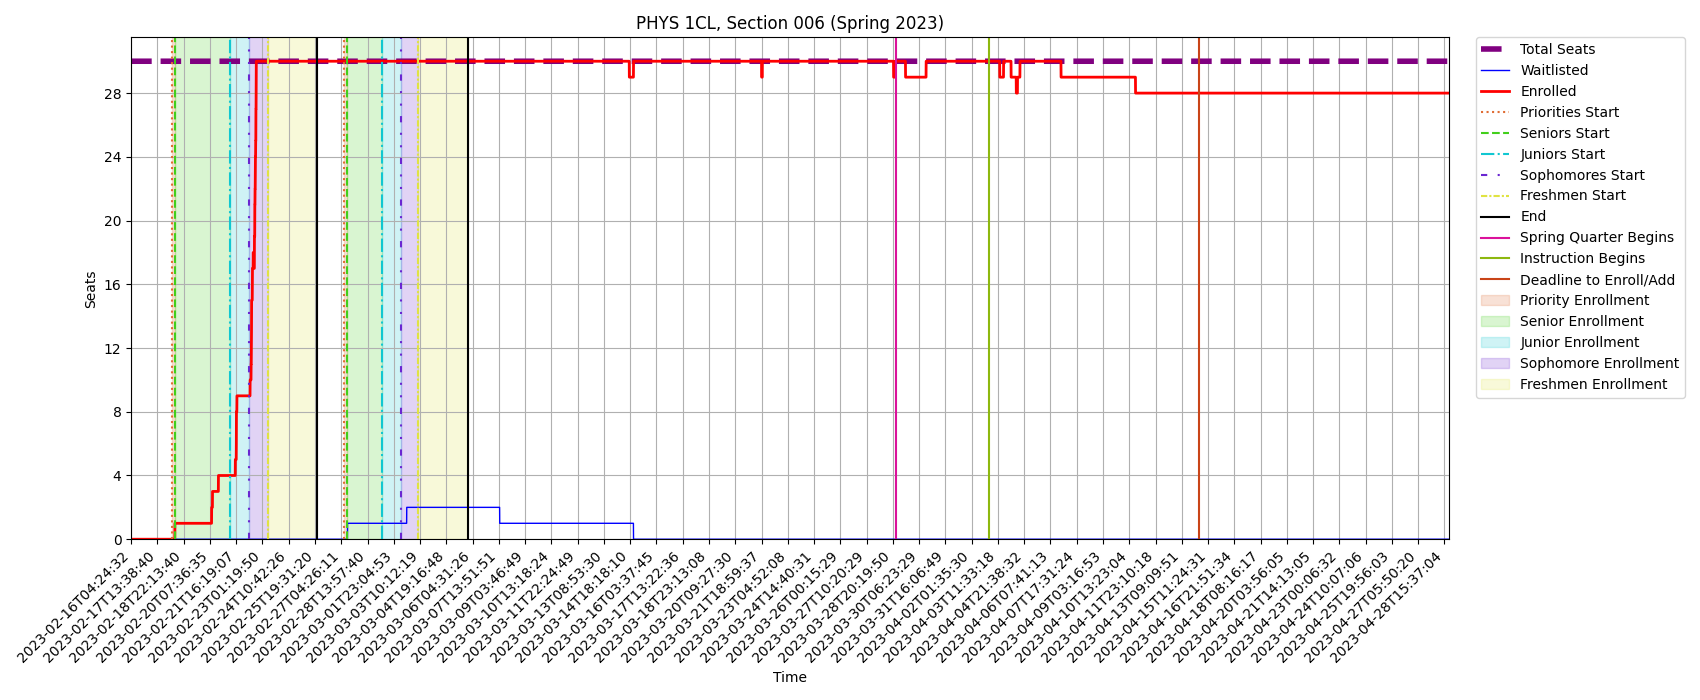 PHYS 1CL, Section 006 (Spring 2023)
Seats
28
24
20
16
12
8
4
0
2023-02-16T04:24:32
2023-02-17T13:38:40
2023-02-18T22:13:40
2023-02-20T07:36:35
2023-02-21T16:19:07
2023-02-23T01:19:50
2023-02-24T10:42:20
2023-02-25T19:31:20
2023-02-27T04:26:11
2023-02-28T13:57:40
2023-03-01T23:04:53
2023-03-03T10:12:19
2023-03-04T19:16:48
2023-03-06T04:31:26
2023-03-07T13:51:51
2023-03-09T03:46:49
2023-03-10T13:18:24
2023-03-11T22:24:49
2023-03-13T08:53:30
2023-03-14T18:18:10
2023-03-16T03:37:45
2023-03-17T13:22:36
2023-03-18T22:13:08
2023-03-20T09:27:30
2023-03-21T18:59:37
2023-03-23T04:52:08
2023-03-24T14:40:31
2023-03-26T00:15:29
2023-03-27T10:20:29
2023-03-28T20:19:50
2023-03-30T06:23:29
2023-03-31T16:06:49
2023-04-02T01:35:30
2023-04-03T11:33:18
2023-04-04T21:38:32
2023-04-06T07:41:13
2023-04-07T17:31:24
2023-04-09T03:16:53
2023-04-10T13:23:04
2023-04-11T23:10:18
2023-04-13T09:09:51
2023-04-15T11:24:31
2023-04-16T21:51:34
2023-04-18T08:16:17
2023-04-20T03:56:05
2023-04-21T14:13:05
2023-04-23T00:06:32
2023-04-24T10:07:06
2023-04-25T19:56:03
2023-04-27T05:50:20
2023-04-28T15:37:04
Time
Total Seats
Waitlisted
Enrolled
Priorities Start
Seniors Start
Juniors Start
Sophomores Start
Freshmen Start
End
Spring Quarter Begins
Instruction Begins
Deadline to Enroll/Add
Priority Enrollment
Senior Enrollment
Junior Enrollment
Sophomore Enrollment
Freshmen Enrollment